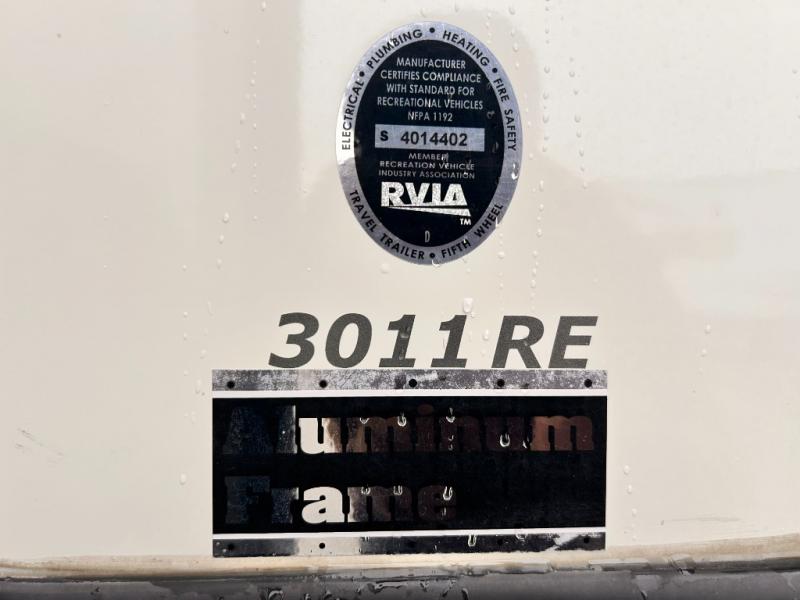 ELECTRICAL • PLUMBING • HEATING • FIRE SAFETY
MANUFACTURER
CERTIFIES COMPLIANCE
WITH STANDARD FOR
RECREATIONAL VEHICLES
NFPA 1192
S 4014402
MEMBER
RECREATION VEHICLE
INDUSTRY ASSOCIATION
RVIA
TM
D
TRAVEL TRAILER • FIFTH WHEEL
3011 RE
Aluminum
Frame